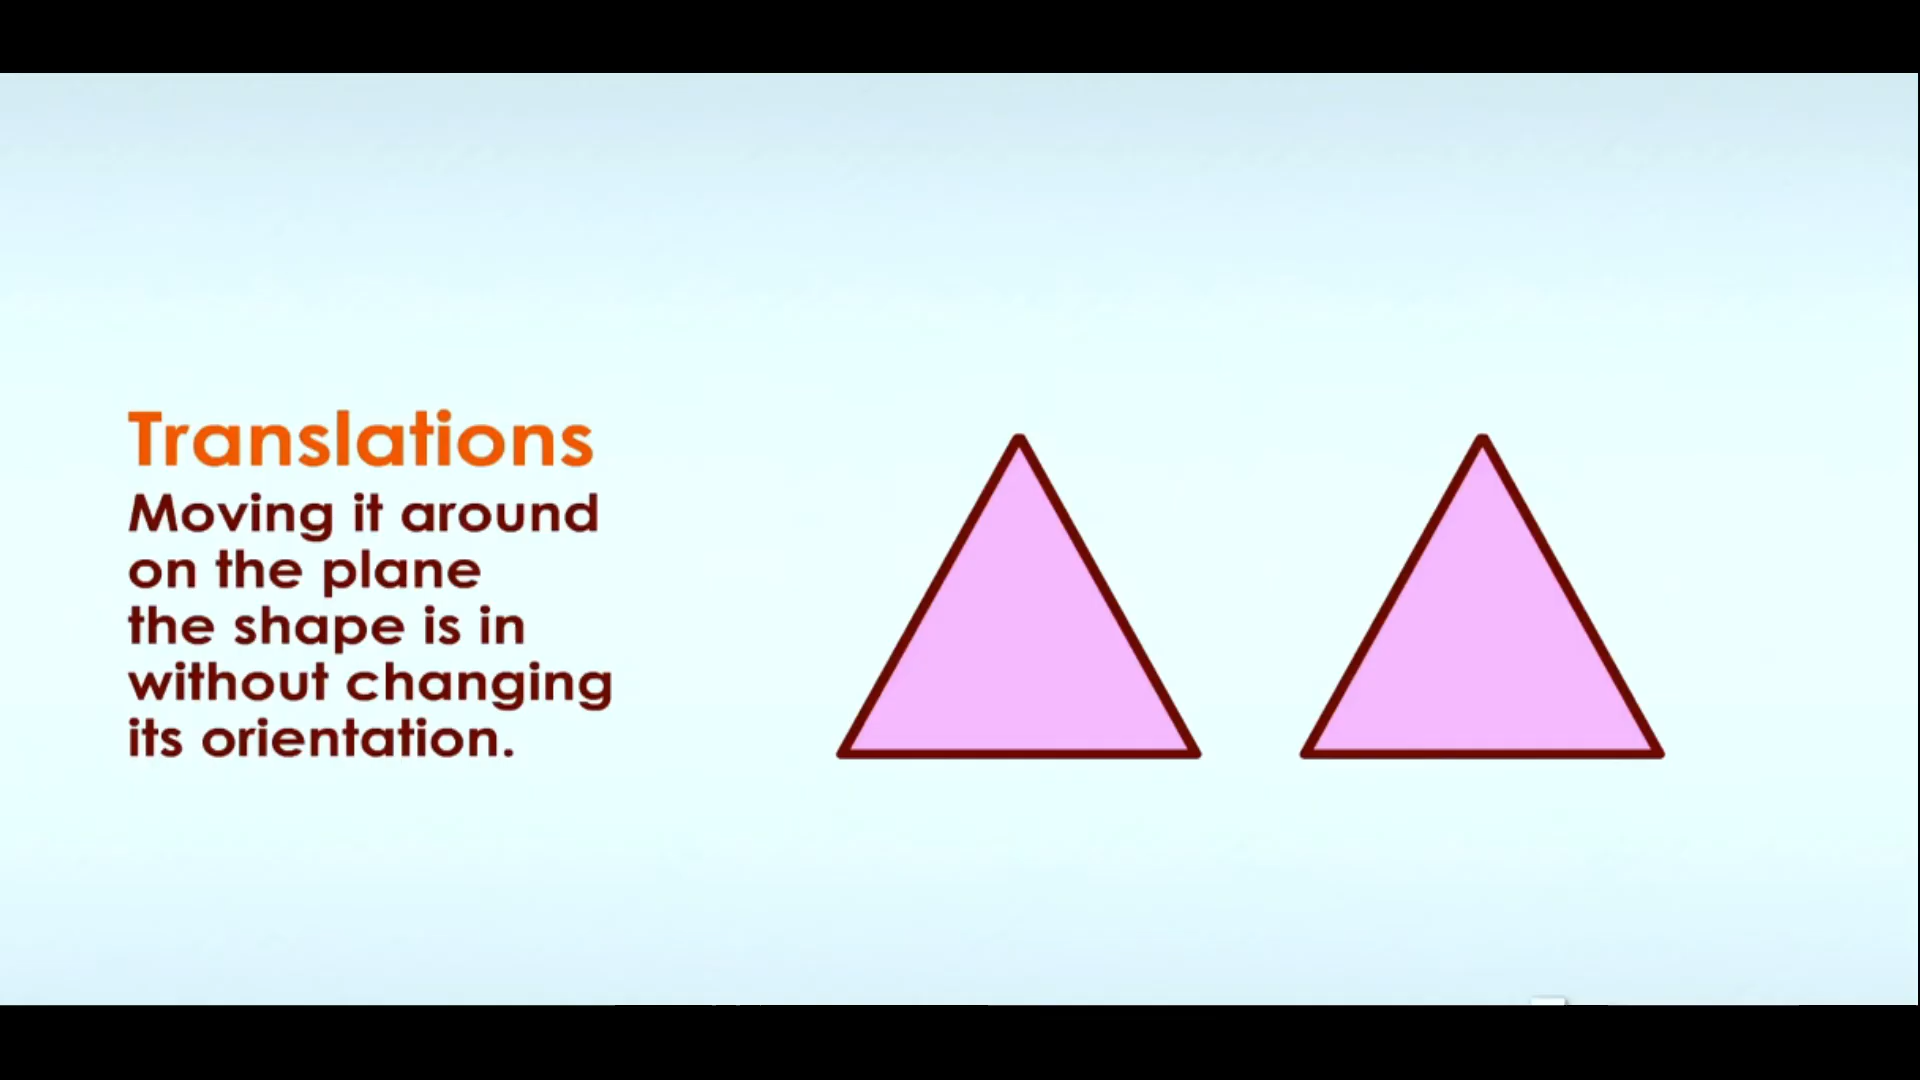 Translations
Moving it around
on the plane
the shape is in
without changing
its orientation.